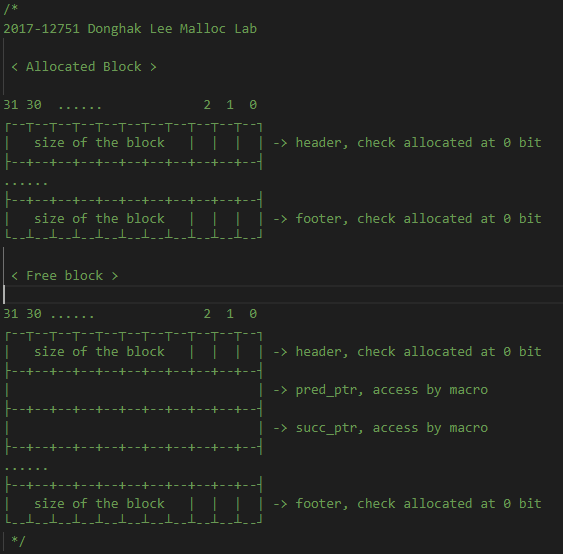 /*
2017-12751 Donghak Lee Malloc Lab
< Allocated Block >
31 30  ......             2  1  0
┌--┬--┬--┬--┬--┬--┬--┬--┬--┬--┬--┐
|   size of the block   |  |  |  | -> header, check allocated at 0 bit
├--+--+--+--+--+--+--+--+--+--+--┤
......
├--+--+--+--+--+--+--+--+--+--+--┤
|   size of the block   |  |  |  | -> footer, check allocated at 0 bit
└--┴--┴--┴--┴--┴--┴--┴--┴--┴--┴--┘
< Free block >
31 30 ......              2  1  0
┌--┬--┬--┬--┬--┬--┬--┬--┬--┬--┬--┐
|   size of the block   |  |  |  | -> header, check allocated at 0 bit
├--+--+--+--+--+--+--+--+--+--+--┤
|                                | -> pred_ptr, access by macro
├--+--+--+--+--+--+--+--+--+--+--┤
|                                | -> succ_ptr, access by macro
├--+--+--+--+--+--+--+--+--+--+--┤
......
├--+--+--+--+--+--+--+--+--+--+--┤
|   size of the block   |  |  |  | -> footer, check allocated at 0 bit
└--┴--┴--┴--┴--┴--┴--┴--┴--┴--┴--┘
*/